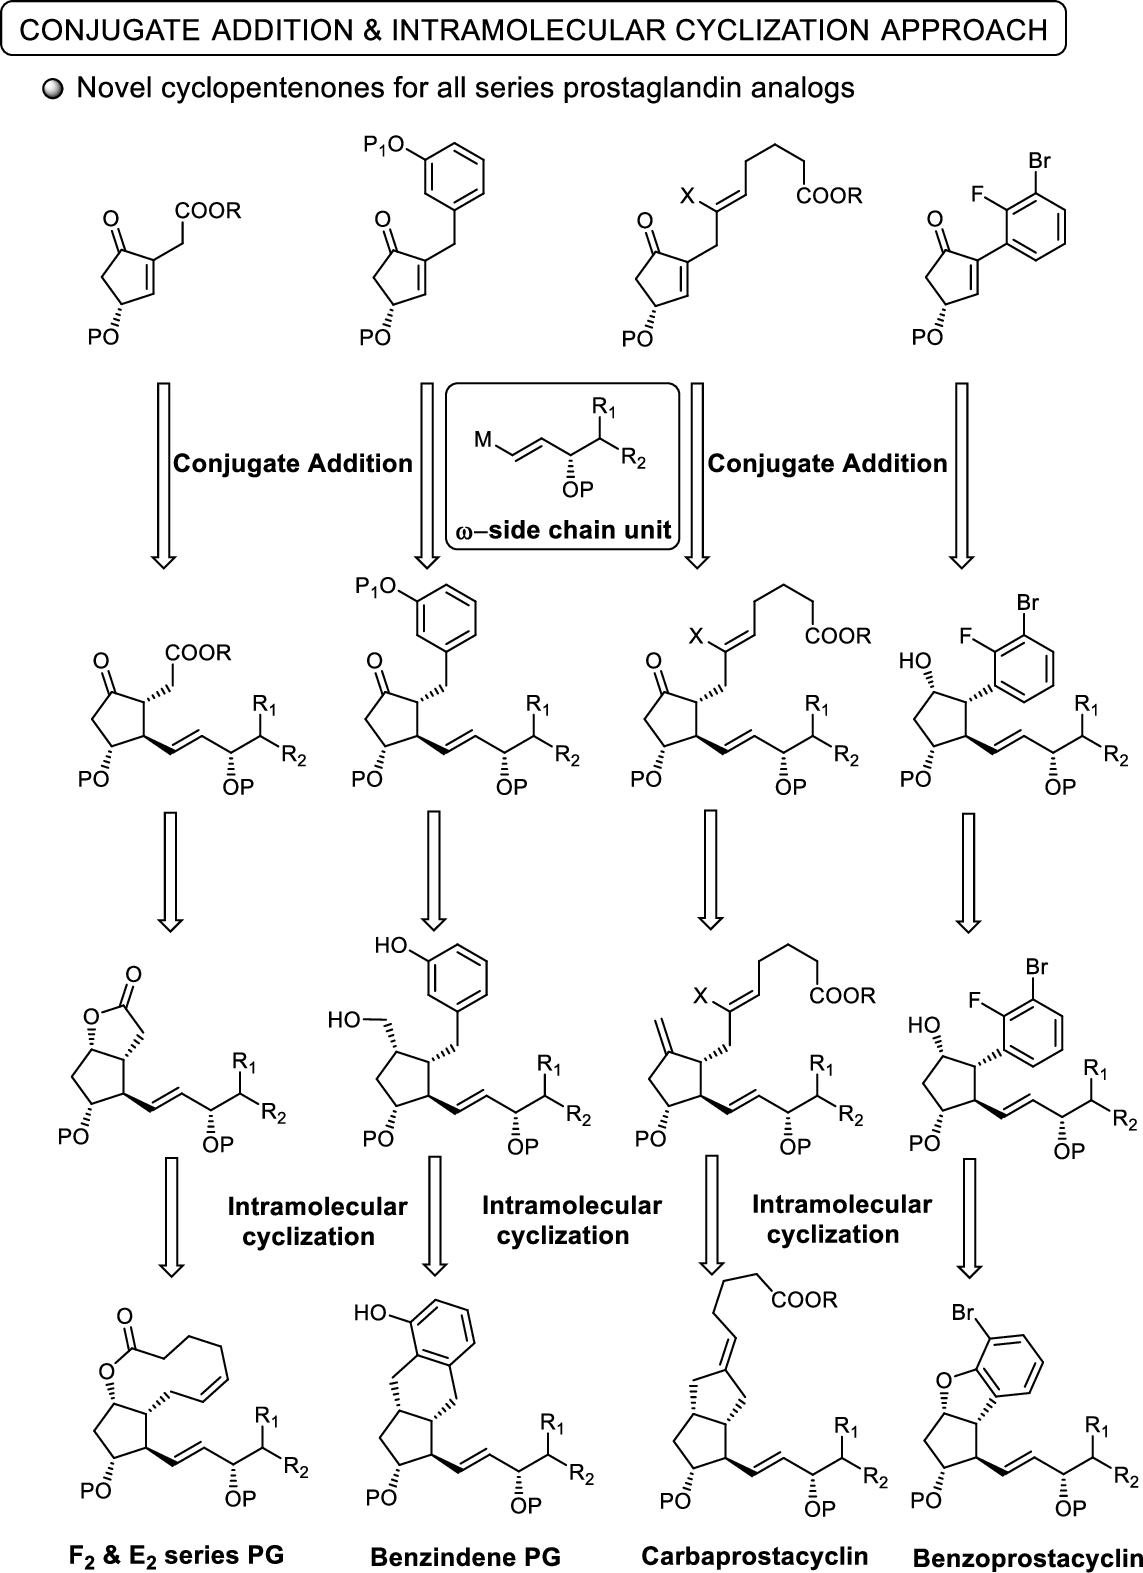 CONJUGATE ADDITION & INTRAMOLECULAR CYCLIZATION APPROACH
Novel cyclopentenones for all series prostaglandin analogs
O COOR PO
P1O O PO
X COOR O PO
Br F O PO
Conjugate Addition
M R1 R2 OP
ω–side chain unit
Conjugate Addition
O COOR R1 R2 PO OP
P1O O R1 R2 PO OP
X COOR O R1 R2 PO OP
Br F HO R1 R2 PO OP
O O R1 R2 PO OP
HO HO R1 R2 PO OP
X COOR R1 R2 PO OP
Br F HO R1 R2 PO OP
Intramolecular
cyclization
Intramolecular
cyclization
Intramolecular
cyclization
O O R1 R2 PO OP
HO R1 R2 PO OP
COOR R1 R2 PO OP
Br O R1 R2 PO OP
F2 & E2 series PG
Benzindene PG
Carbaprostacyclin
Benzoprostacyclin